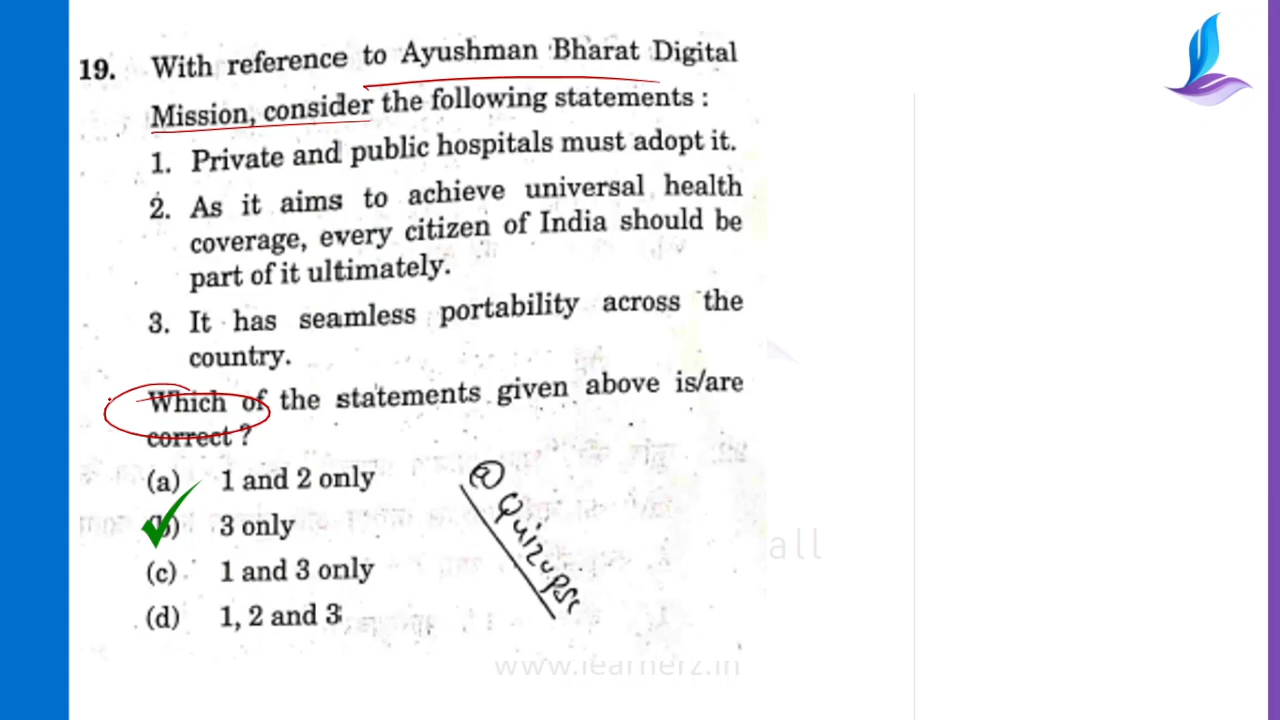 19. With reference to Ayushman Bharat Digital
Mission, consider the following statements :
1. Private and public hospitals must adopt it.
2. As it aims to achieve universal health
coverage, every citizen of India should be
part of it ultimately.
3. It has seamless portability across the
country.
Which of the statements given above is/are
correct ?
(a) 1 and 2 only
(b) 3 only
(c) 1 and 3 only
(d) 1, 2 and 3
@Quizupsc
all
www.learnerz.in